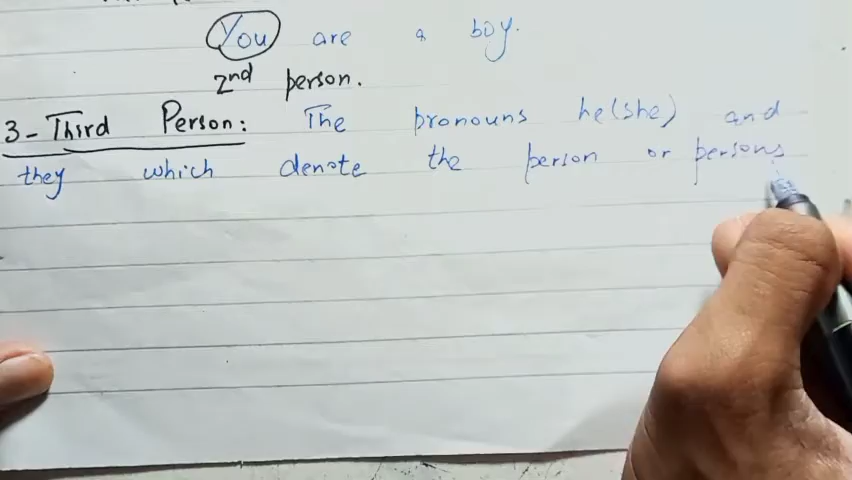 You are a boy.
2nd person.
3- Third Person: The pronouns he(she) and
they which denote the person or persons